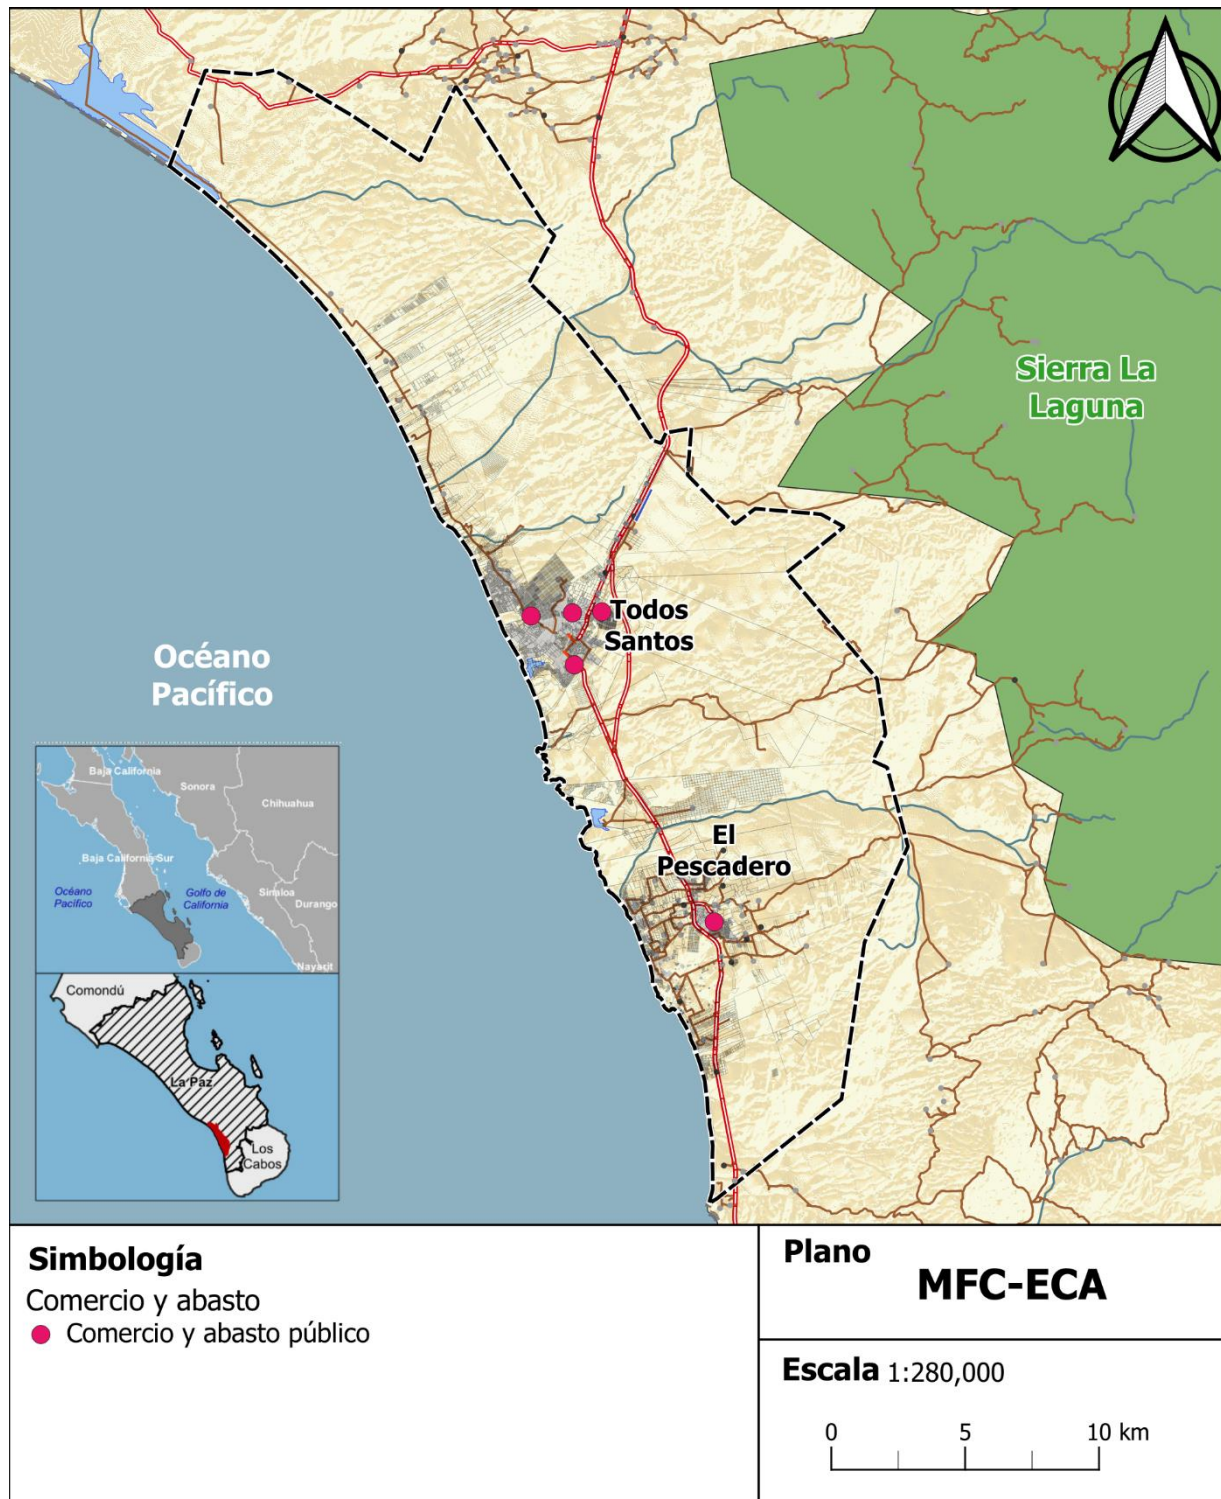 Sierra La
Laguna
Todos
Santos
Océano
Pacífico
El
Pescadero
Baja California
Sonora
Chihuahua
Baja California Sur
Océano
Pacífico
Golfo de
California
Sinaloa
Durango
Nayarit
Comondú
La Paz
Los
Cabos
Simbología
Comercio y abasto
Comercio y abasto público
Plano
MFC-ECA
Escala 1:280,000
0 5 10 km